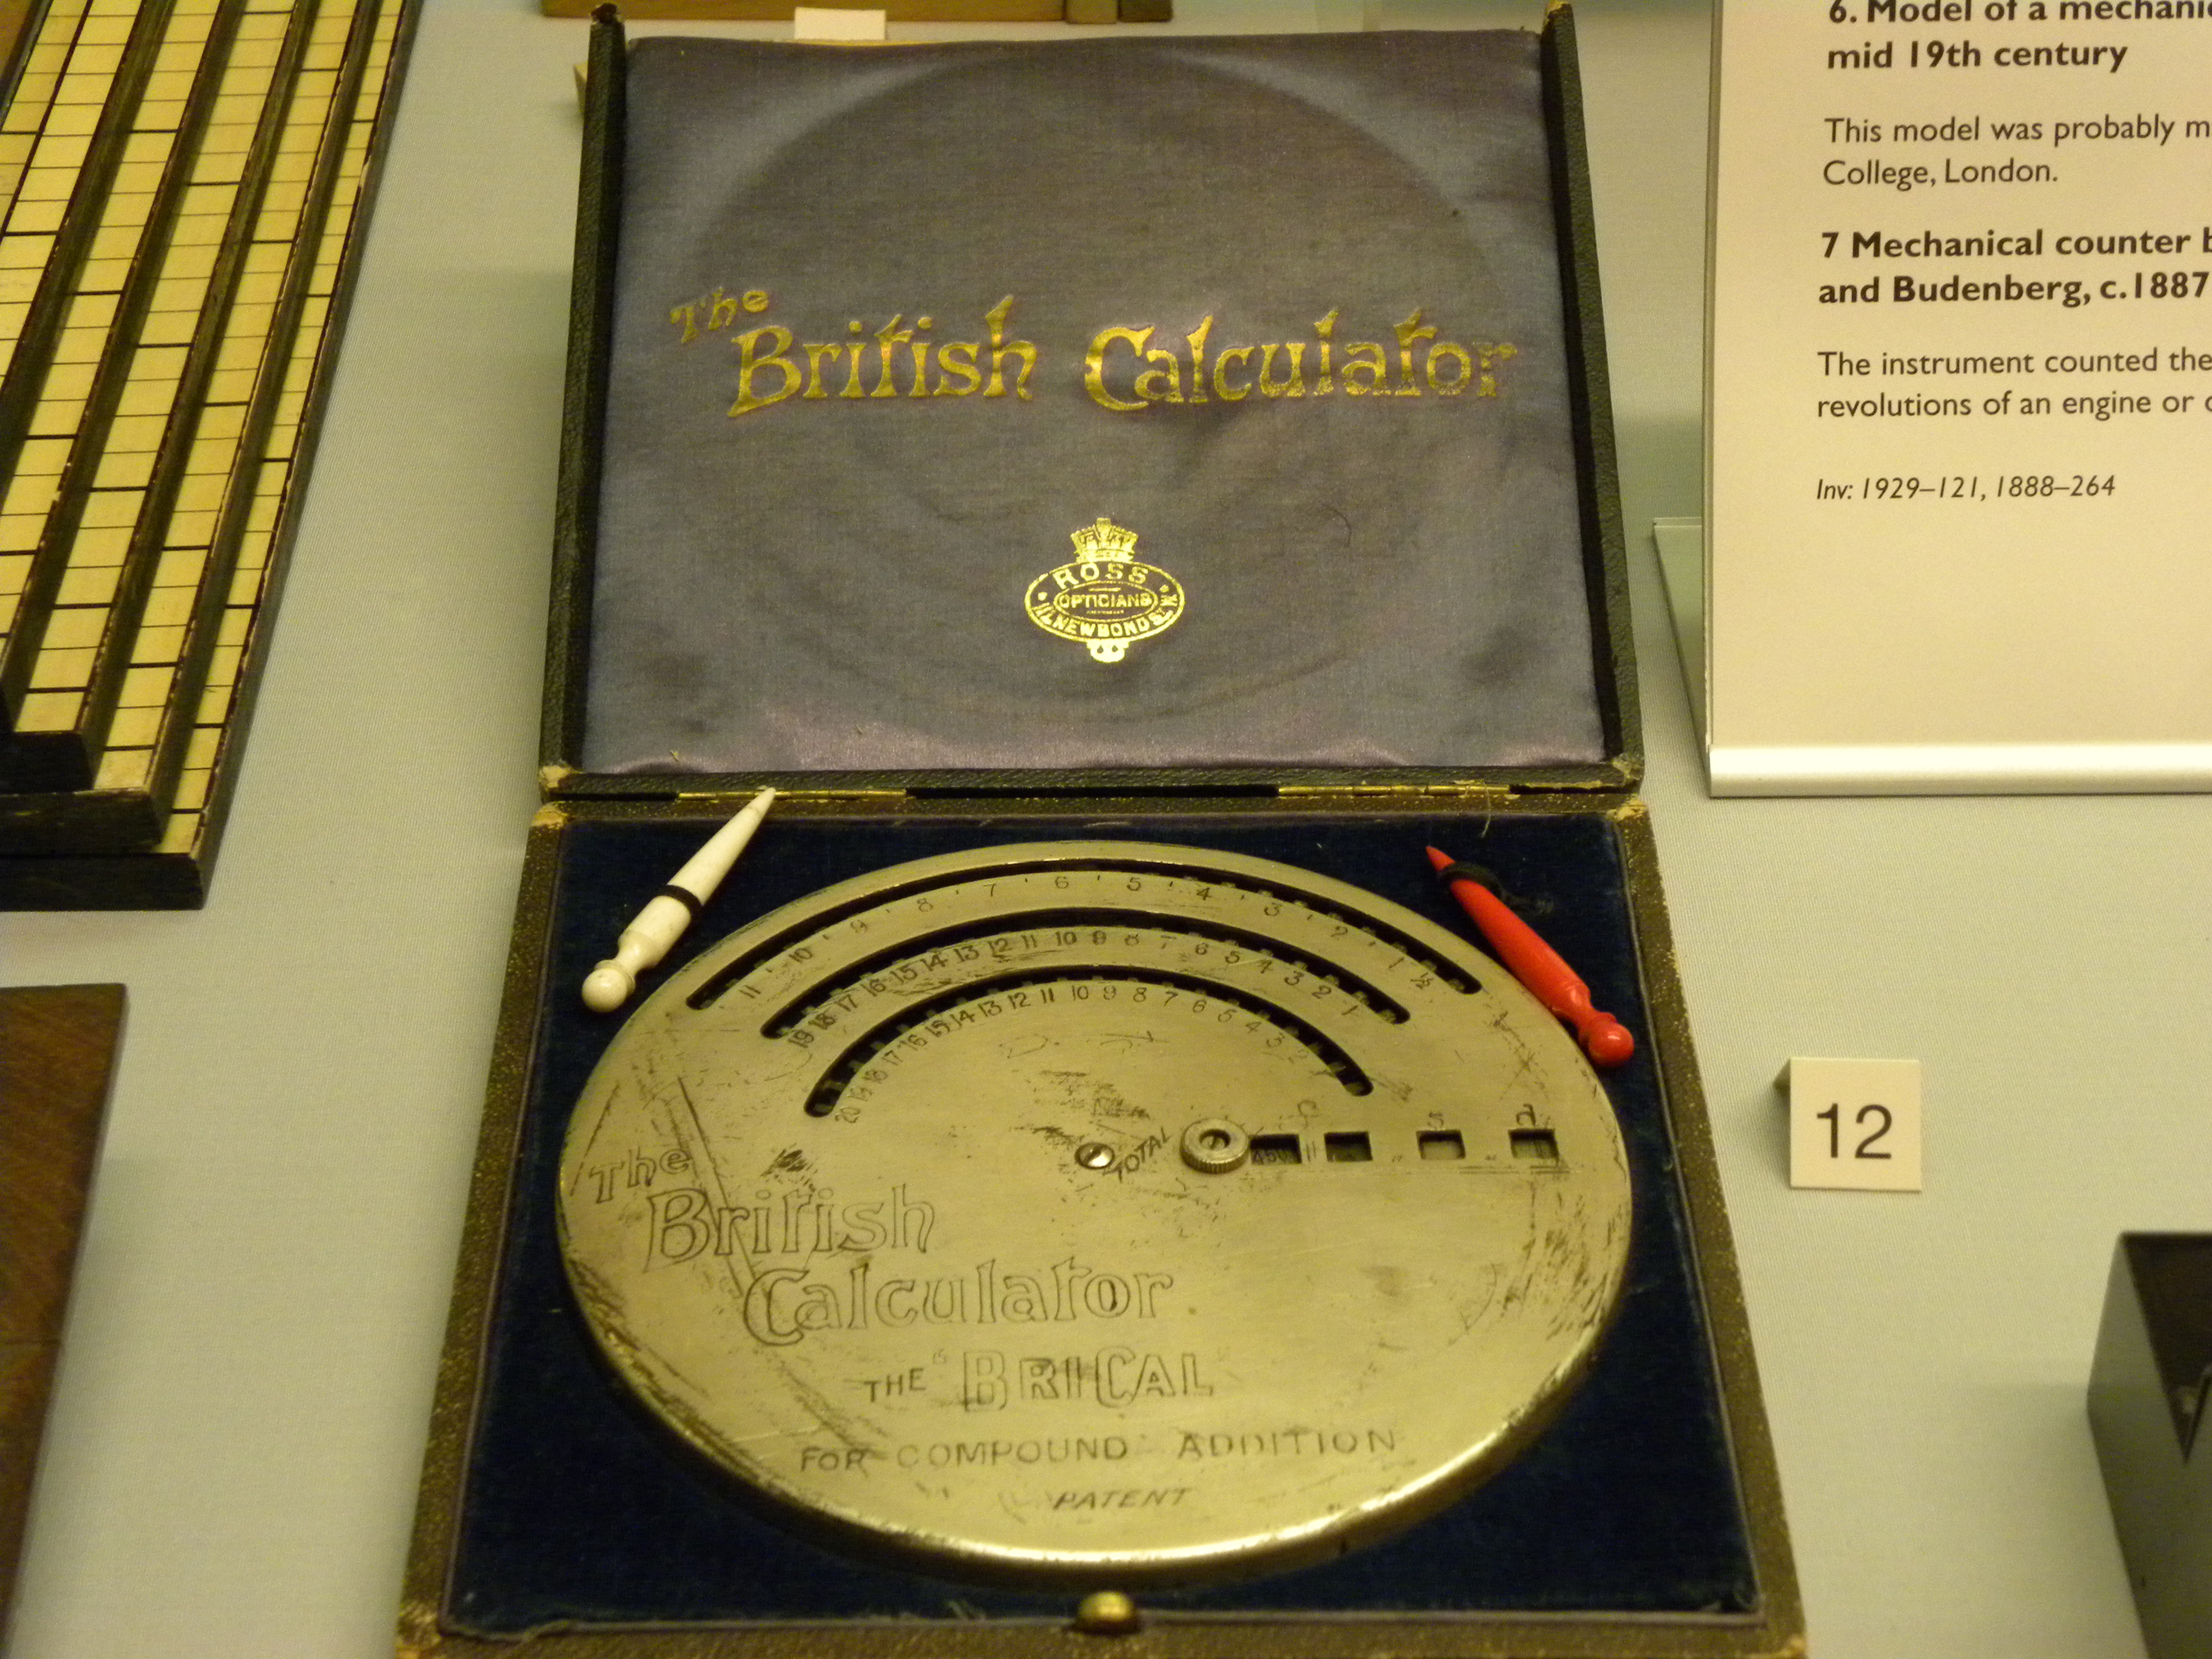 The
British Calculator
ROSS
OPTICIANS
NEW BOND ST
6. Model of a mechanic
mid 19th century
This model was probably m
College, London.
7 Mechanical counter b
and Budenberg, c.1887
The instrument counted the
revolutions of an engine or
Inv: 1929–121, 1888–264
12
11 10 9 8 7 6 5 4 3 2 1 ½
19 18 17 16 15 14 13 12 11 10 9 8 7 6 5 4 3 2 1
20 19 18 17 16 15 14 13 12 11 10 9 8 7 6 5 4 3 2 1
TOTAL £ s d
The
British
Calculator
THE "BRICAL"
FOR COMPOUND ADDITION
PATENT